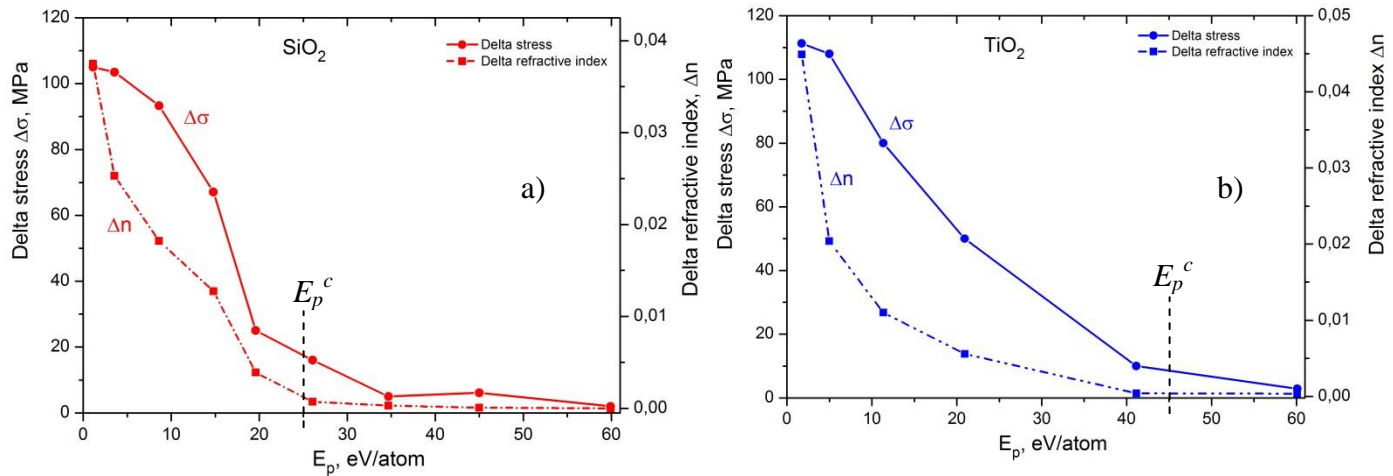 SiO2
Delta stress
Delta refractive index
Δσ
Δn
a)
Ep^c
120
100
80
60
40
20
0
Delta stress Δσ, MPa
0,04
0,03
0,02
0,01
0,00
Delta refractive index, Δn
0 10 20 30 40 50 60
Ep, eV/atom
TiO2
Delta stress
Delta refractive index
Δσ
Δn
b)
Ep^c
120
100
80
60
40
20
0
Delta stress Δσ, MPa
0,05
0,04
0,03
0,02
0,01
0,00
Delta refractive index Δn
0 10 20 30 40 50 60
Ep, eV/atom